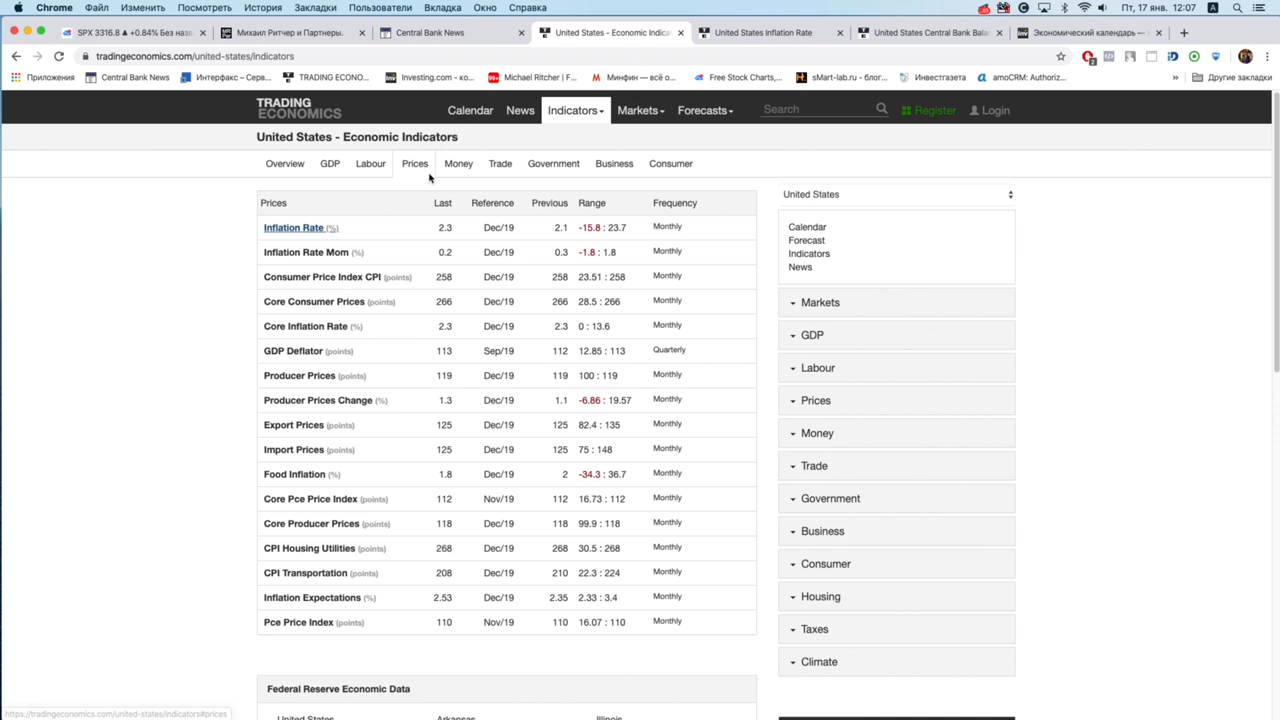 Chrome Файл Изменить Посмотреть История Закладки Пользователи Вкладка Окно Справка Пт, 17 янв. 12:07
SPX 3316.8 ▲ +0.84% Без наз Михаил Ритчер и Партнеры. Central Bank News United States - Economic Indica United States Inflation Rate United States Central Bank Bala Экономический календарь —
tradingeconomics.com/united-states/indicators
Приложения Central Bank News Интерфакс – Серв... TRADING ECONO... Investing.com - ко... Michael Ritcher | F... Минфин — всё о... Free Stock Charts,... sMart-lab.ru - блог... Инвестгазета amoCRM: Authoriz... » Другие закладки
TRADING
ECONOMICS
Calendar News Indicators Markets Forecasts Search Register Login
United States - Economic Indicators
Overview GDP Labour Prices Money Trade Government Business Consumer
Prices Last Reference Previous Range Frequency
Inflation Rate (%) 2.3 Dec/19 2.1 -15.8 : 23.7 Monthly
Inflation Rate Mom (%) 0.2 Dec/19 0.3 -1.8 : 1.8 Monthly
Consumer Price Index CPI (points) 258 Dec/19 258 23.51 : 258 Monthly
Core Consumer Prices (points) 266 Dec/19 266 28.5 : 266 Monthly
Core Inflation Rate (%) 2.3 Dec/19 2.3 0 : 13.6 Monthly
GDP Deflator (points) 113 Sep/19 112 12.85 : 113 Quarterly
Producer Prices (points) 119 Dec/19 119 100 : 119 Monthly
Producer Prices Change (%) 1.3 Dec/19 1.1 -6.86 : 19.57 Monthly
Export Prices (points) 125 Dec/19 125 82.4 : 135 Monthly
Import Prices (points) 125 Dec/19 125 75 : 148 Monthly
Food Inflation (%) 1.8 Dec/19 2 -34.3 : 36.7 Monthly
Core Pce Price Index (points) 112 Nov/19 112 16.73 : 112 Monthly
Core Producer Prices (points) 118 Dec/19 118 99.9 : 118 Monthly
CPI Housing Utilities (points) 268 Dec/19 268 30.5 : 268 Monthly
CPI Transportation (points) 208 Dec/19 210 22.3 : 224 Monthly
Inflation Expectations (%) 2.53 Dec/19 2.35 2.33 : 3.4 Monthly
Pce Price Index (points) 110 Nov/19 110 16.07 : 110 Monthly
Federal Reserve Economic Data
United States Arkansas Illinois
United States
Calendar
Forecast
Indicators
News
Markets
GDP
Labour
Prices
Money
Trade
Government
Business
Consumer
Housing
Taxes
Climate
https://tradingeconomics.com/united-states/indicators#prices